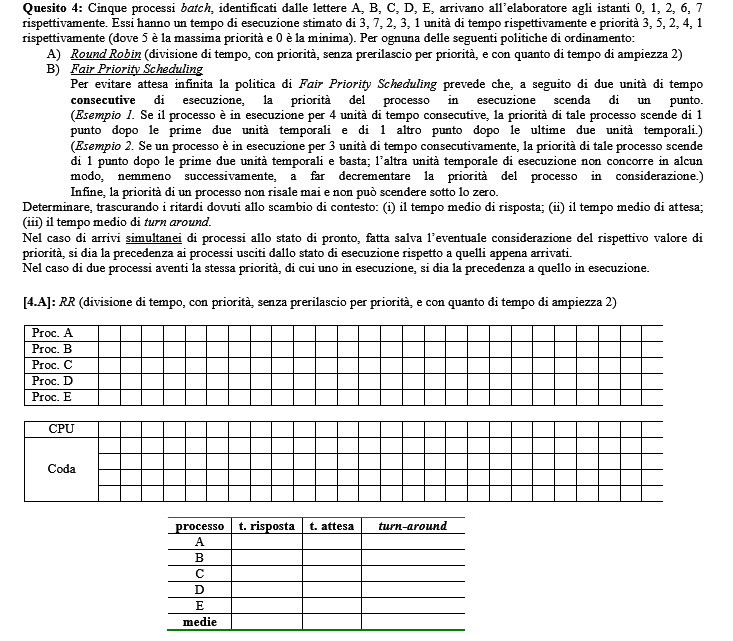 Quesito 4: Cinque processi batch, identificati dalle lettere A, B, C, D, E, arrivano all'elaboratore agli istanti 0, 1, 2, 6, 7
rispettivamente. Essi hanno un tempo di esecuzione stimato di 3, 7, 2, 3, 1 unità di tempo rispettivamente e priorità 3, 5, 2, 4, 1
rispettivamente (dove 5 è la massima priorità e 0 è la minima). Per ognuna delle seguenti politiche di ordinamento:
A) Round Robin (divisione di tempo, con priorità, senza prerilascio per priorità, e con quanto di tempo di ampiezza 2)
B) Fair Priority Scheduling
Per evitare attesa infinita la politica di Fair Priority Scheduling prevede che, a seguito di due unità di tempo
consecutive di esecuzione, la priorità del processo in esecuzione scenda di un punto.
(Esempio 1. Se il processo è in esecuzione per 4 unità di tempo consecutive, la priorità di tale processo scende di 1
punto dopo le prime due unità temporali e di 1 altro punto dopo le ultime due unità temporali.)
(Esempio 2. Se un processo è in esecuzione per 3 unità di tempo consecutivamente, la priorità di tale processo scende
di 1 punto dopo le prime due unità temporali e basta; l'altra unità temporale di esecuzione non concorre in alcun
modo, nemmeno successivamente, a far decrementare la priorità del processo in considerazione.)
Infine, la priorità di un processo non risale mai e non può scendere sotto lo zero.
Determinare, trascurando i ritardi dovuti allo scambio di contesto: (i) il tempo medio di risposta; (ii) il tempo medio di attesa;
(iii) il tempo medio di turn around.
Nel caso di arrivi simultanei di processi allo stato di pronto, fatta salva l'eventuale considerazione del rispettivo valore di
priorità, si dia la precedenza ai processi usciti dallo stato di esecuzione rispetto a quelli appena arrivati.
Nel caso di due processi aventi la stessa priorità, di cui uno in esecuzione, si dia la precedenza a quello in esecuzione.
[4.A]: RR (divisione di tempo, con priorità, senza prerilascio per priorità, e con quanto di tempo di ampiezza 2)
Proc. A
Proc. B
Proc. C
Proc. D
Proc. E
CPU
Coda
processo t. risposta t. attesa turn-around
A
B
C
D
E
medie